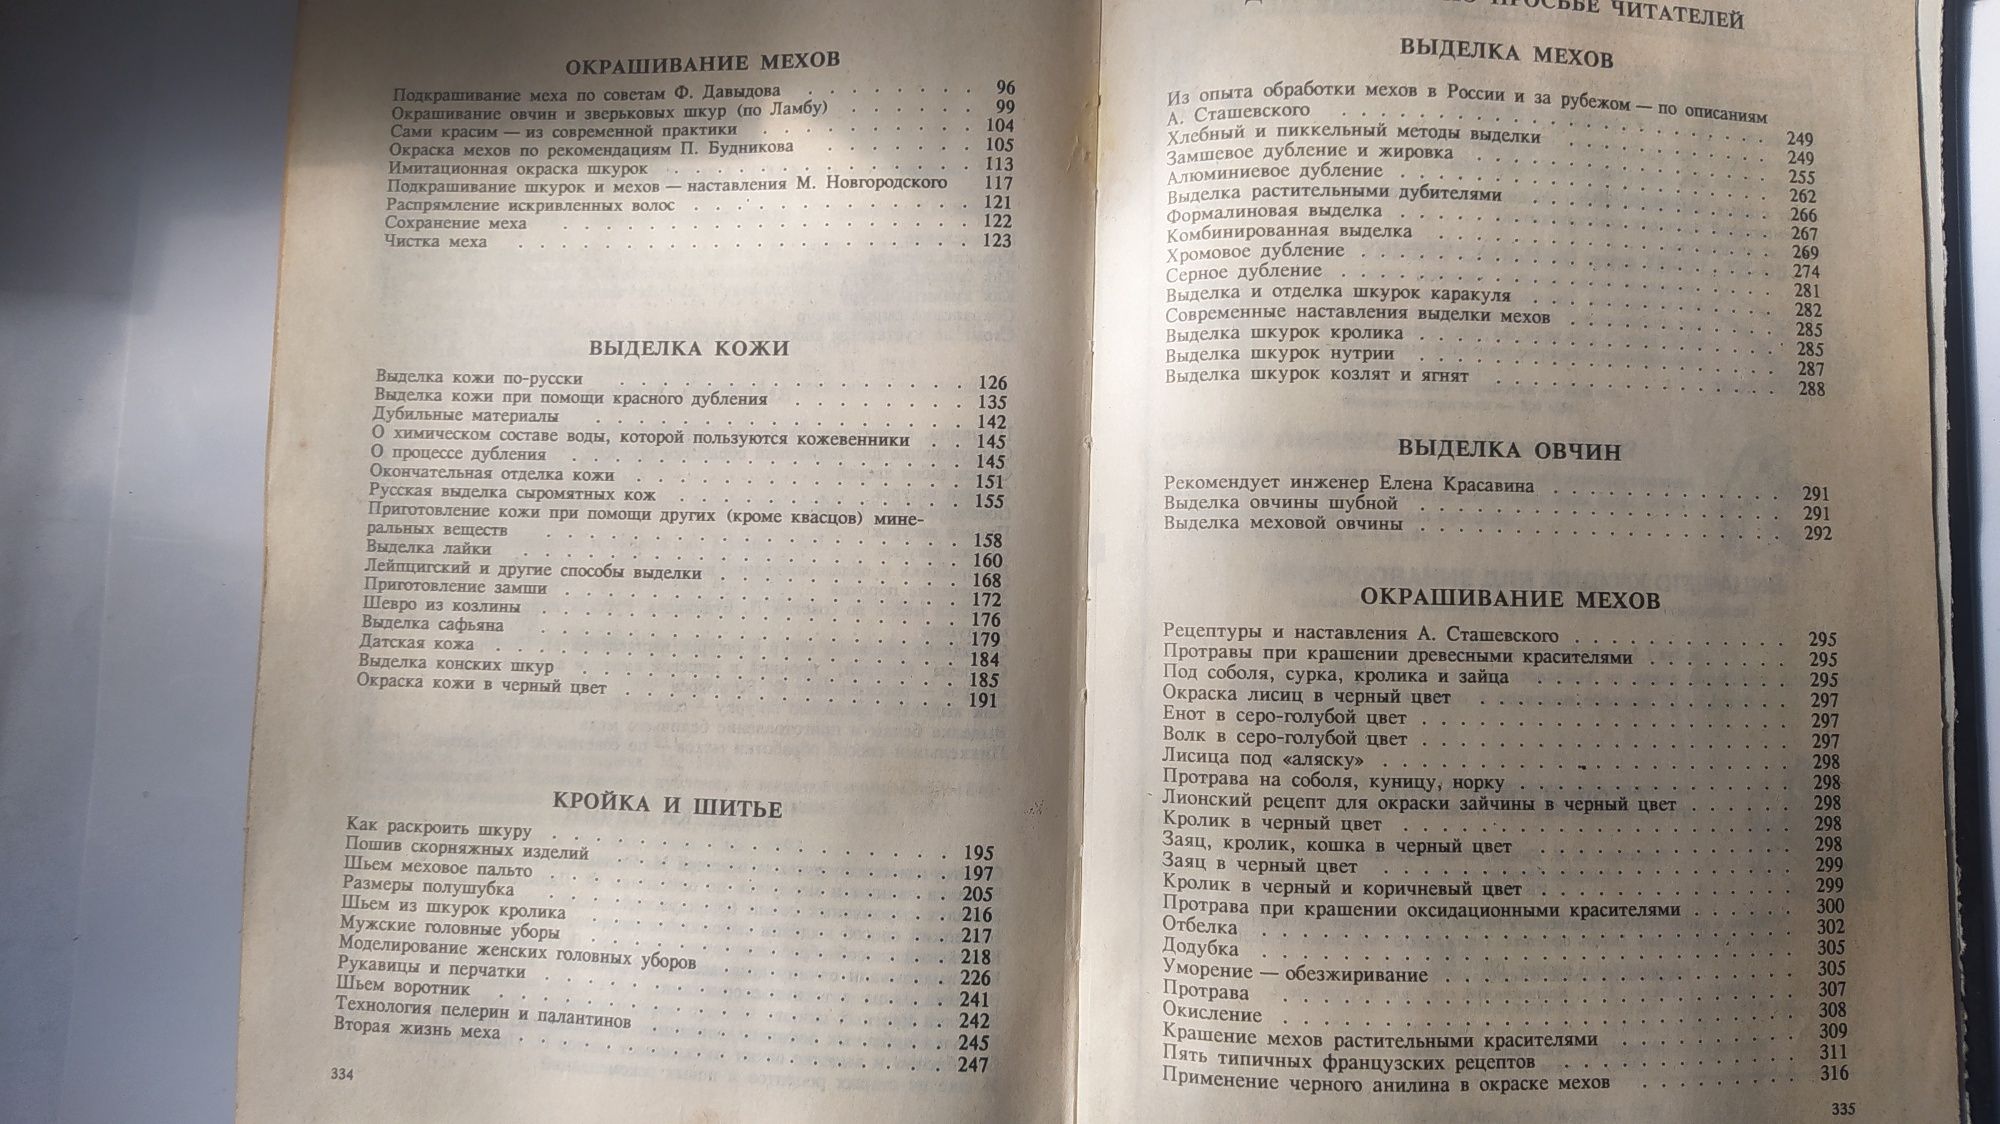 ОКРАШИВАНИЕ МЕХОВ
Подкрашивание меха по советам Ф. Давыдова . . . . . . . 96
Окрашивание овчин и зверьковых шкур (по Ламбу) . . . . . . 99
Сами красим — из современной практики . . . . . . . . 104
Окраска мехов по рекомендациям П. Будникова . . . . . . 105
Имитационная окраска шкурок . . . . . . . . . . . 113
Подкрашивание шкурок и мехов — наставления М. Новгородского 117
Распрямление искривленных волос . . . . . . . . . . 121
Сохранение меха . . . . . . . . . . . . . . 122
Чистка меха . . . . . . . . . . . . . . . 123
ВЫДЕЛКА КОЖИ
Выделка кожи по-русски . . . . . . . . . . . . 126
Выделка кожи при помощи красного дубления . . . . . . . 135
Дубильные материалы . . . . . . . . . . . . . 142
О химическом составе воды, которой пользуются кожевенники . . 145
О процессе дубления . . . . . . . . . . . . . 145
Окончательная отделка кожи . . . . . . . . . . . 151
Русская выделка сыромятных кож . . . . . . . . . . 155
Приготовление кожи при помощи других (кроме квасцов) мине-
ральных веществ . . . . . . . . . . . . . . 158
Выделка лайки . . . . . . . . . . . . . . . 160
Лейпцигский и другие способы выделки . . . . . . . . 168
Приготовление замши . . . . . . . . . . . . . 172
Шевро из козлины . . . . . . . . . . . . . . 176
Выделка сафьяна . . . . . . . . . . . . . . 179
Датская кожа . . . . . . . . . . . . . . . 184
Выделка конских шкур . . . . . . . . . . . . . 185
Окраска кожи в черный цвет . . . . . . . . . . . 191
КРОЙКА И ШИТЬЕ
Как раскроить шкуру . . . . . . . . . . . . . 195
Пошив скорняжных изделий . . . . . . . . . . . 197
Шьем меховое пальто . . . . . . . . . . . . . 205
Размеры полушубка . . . . . . . . . . . . . 216
Шьем из шкурок кролика . . . . . . . . . . . . 217
Мужские головные уборы . . . . . . . . . . . . 218
Моделирование женских головных уборов . . . . . . . . 226
Рукавицы и перчатки . . . . . . . . . . . . . 241
Шьем воротник . . . . . . . . . . . . . . . 242
Технология пелерин и палантинов . . . . . . . . . . 245
Вторая жизнь меха . . . . . . . . . . . . . . 247
334
ПРОСЬБЕ ЧИТАТЕЛЕЙ
ВЫДЕЛКА МЕХОВ
Из опыта обработки мехов в России и за рубежом — по описаниям
А. Сташевского . . . . . . . . . . . . . . 249
Хлебный и пиккельный методы выделки . . . . . . . . 249
Замшевое дубление и жировка . . . . . . . . . . . 255
Алюминиевое дубление . . . . . . . . . . . . . 262
Выделка растительными дубителями . . . . . . . . . 266
Формалиновая выделка . . . . . . . . . . . . . 267
Комбинированная выделка . . . . . . . . . . . . 269
Хромовое дубление . . . . . . . . . . . . . . 274
Серное дубление . . . . . . . . . . . . . . 281
Выделка и отделка шкурок каракуля . . . . . . . . . 282
Современные наставления выделки мехов . . . . . . . . 285
Выделка шкурок кролика . . . . . . . . . . . . 285
Выделка шкурок нутрии . . . . . . . . . . . . 287
Выделка шкурок козлят и ягнят . . . . . . . . . . 288
ВЫДЕЛКА ОВЧИН
Рекомендует инженер Елена Красавина . . . . . . . . 291
Выделка овчины шубной . . . . . . . . . . . . 291
Выделка меховой овчины . . . . . . . . . . . . 292
ОКРАШИВАНИЕ МЕХОВ
Рецептуры и наставления А. Сташевского . . . . . . . . 295
Протравы при крашении древесными красителями . . . . . . 295
Под соболя, сурка, кролика и зайца . . . . . . . . . 295
Окраска лисиц в черный цвет . . . . . . . . . . . 297
Енот в серо-голубой цвет . . . . . . . . . . . . 297
Волк в серо-голубой цвет . . . . . . . . . . . . 297
Лисица под «аляску» . . . . . . . . . . . . . 298
Протрава на соболя, куницу, норку . . . . . . . . . 298
Лионский рецепт для окраски зайчины в черный цвет . . . . . 298
Кролик в черный цвет . . . . . . . . . . . . . 298
Заяц, кролик, кошка в черный цвет . . . . . . . . . 298
Заяц в черный цвет . . . . . . . . . . . . . 299
Кролик в черный и коричневый цвет . . . . . . . . . 299
Протрава при крашении оксидационными красителями . . . . . 300
Отбелка . . . . . . . . . . . . . . . . . 302
Додубка . . . . . . . . . . . . . . . . . 305
Уморение — обезжиривание . . . . . . . . . . . . 305
Протрава . . . . . . . . . . . . . . . . . 307
Окисление . . . . . . . . . . . . . . . . 308
Крашение мехов растительными красителями . . . . . . . 309
Пять типичных французских рецептов . . . . . . . . . 311
Применение черного анилина в окраске мехов . . . . . . . 316
335